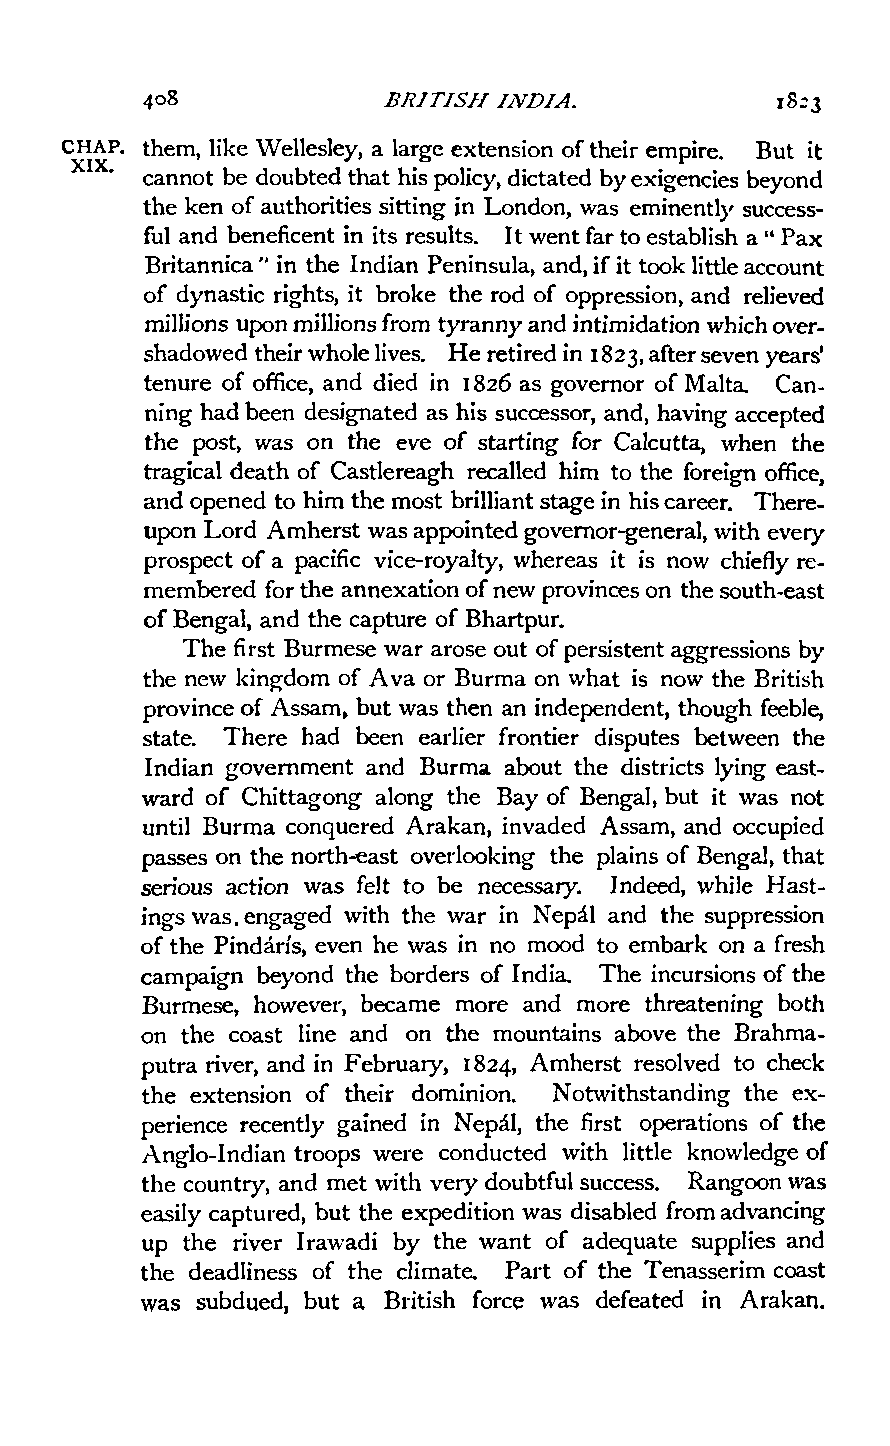 408 BRITISH INDIA. 1823
CHAP. XIX.
them, like Wellesley, a large extension of their empire. But it
cannot be doubted that his policy, dictated by exigencies beyond
the ken of authorities sitting in London, was eminently success-
ful and beneficent in its results. It went far to establish a “ Pax
Britannica ” in the Indian Peninsula, and, if it took little account
of dynastic rights, it broke the rod of oppression, and relieved
millions upon millions from tyranny and intimidation which over-
shadowed their whole lives. He retired in 1823, after seven years'
tenure of office, and died in 1826 as governor of Malta. Can-
ning had been designated as his successor, and, having accepted
the post, was on the eve of starting for Calcutta, when the
tragical death of Castlereagh recalled him to the foreign office,
and opened to him the most brilliant stage in his career. There-
upon Lord Amherst was appointed governor-general, with every
prospect of a pacific vice-royalty, whereas it is now chiefly re-
membered for the annexation of new provinces on the south-east
of Bengal, and the capture of Bhartpur.
The first Burmese war arose out of persistent aggressions by
the new kingdom of Ava or Burma on what is now the British
province of Assam, but was then an independent, though feeble,
state. There had been earlier frontier disputes between the
Indian government and Burma about the districts lying east-
ward of Chittagong along the Bay of Bengal, but it was not
until Burma conquered Arakan, invaded Assam, and occupied
passes on the north-east overlooking the plains of Bengal, that
serious action was felt to be necessary. Indeed, while Hast-
ings was engaged with the war in Nepál and the suppression
of the Pindárís, even he was in no mood to embark on a fresh
campaign beyond the borders of India. The incursions of the
Burmese, however, became more and more threatening both
on the coast line and on the mountains above the Brahma-
putra river, and in February, 1824, Amherst resolved to check
the extension of their dominion. Notwithstanding the ex-
perience recently gained in Nepál, the first operations of the
Anglo-Indian troops were conducted with little knowledge of
the country, and met with very doubtful success. Rangoon was
easily captured, but the expedition was disabled from advancing
up the river Irawadi by the want of adequate supplies and
the deadliness of the climate. Part of the Tenasserim coast
was subdued, but a British force was defeated in Arakan.